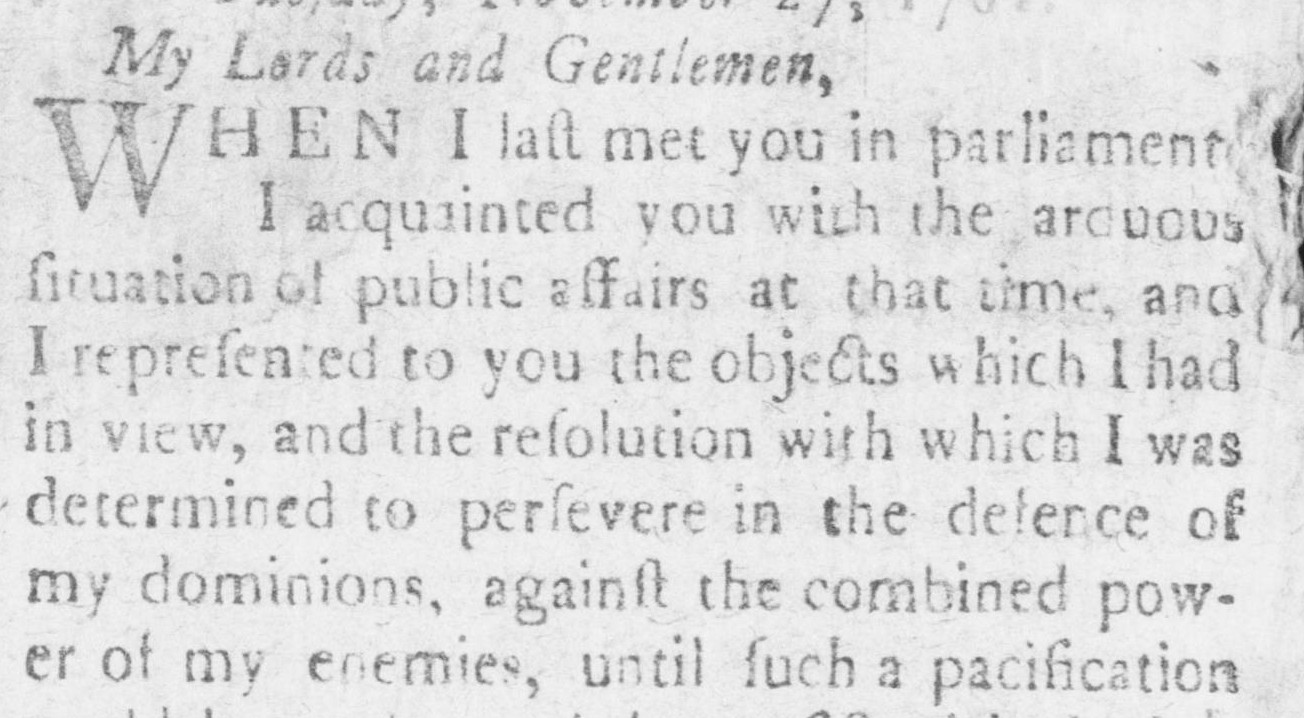 Tuesday, November 27, 
My Lords and Gentlemen,
WHEN I laſt met you in parliament
I acquainted you with the arduous
ſituation of public affairs at that time, and
I repreſented to you the objects which I had
in view, and the reſolution with which I was
determined to perſevere in the defence of
my dominions, againſt the combined pow-
er of my enemies, until ſuch a pacification